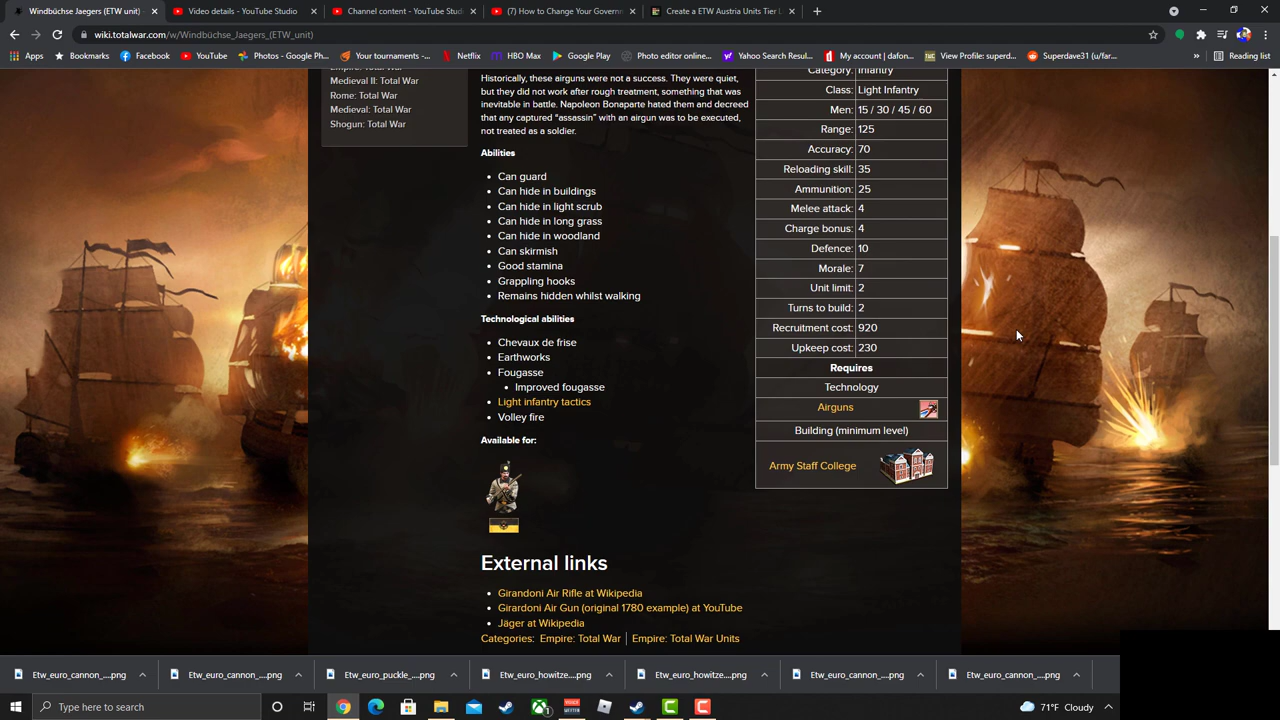 Windbüchse_Jaegers (ETW unit) -
Video details - YouTube Studio
Channel content - YouTube Stud
(7) How to Change Your Governm
Create a ETW Austria Units Tier L
wiki.totalwar.com/w/Windbüchse_Jaegers_(ETW_unit)
Apps
Bookmarks
Facebook
YouTube
Photos - Google Ph...
Your tournaments -...
Netflix
HBO Max
Google Play
Photo editor online...
Yahoo Search Resul...
My account | dafon...
View Profile: superd...
Superdave31 (u/far...
»
Reading list
Medieval II: Total War
Rome: Total War
Medieval: Total War
Shogun: Total War
Historically, these airguns were not a success. They were quiet,
but they did not work after rough treatment, something that was
inevitable in battle. Napoleon Bonaparte hated them and decreed
that any captured “assassin” with an airgun was to be executed,
not treated as a soldier.
Abilities
Can guard
Can hide in buildings
Can hide in light scrub
Can hide in long grass
Can hide in woodland
Can skirmish
Good stamina
Grappling hooks
Remains hidden whilst walking
Technological abilities
Chevaux de frise
Earthworks
Fougasse
Improved fougasse
Light infantry tactics
Volley fire
Available for:
Category: Infantry
Class: Light Infantry
Men: 15 / 30 / 45 / 60
Range: 125
Accuracy: 70
Reloading skill: 35
Ammunition: 25
Melee attack: 4
Charge bonus: 4
Defence: 10
Morale: 7
Unit limit: 2
Turns to build: 2
Recruitment cost: 920
Upkeep cost: 230
Requires
Technology
Airguns
Building (minimum level)
Army Staff College
External links
Girandoni Air Rifle at Wikipedia
Girardoni Air Gun (original 1780 example) at YouTube
Jäger at Wikipedia
Categories: Empire: Total War | Empire: Total War Units
Etw_euro_cannon_....png
Etw_euro_cannon_....png
Etw_euro_puckle_....png
Etw_euro_howitze....png
Etw_euro_howitze....png
Etw_euro_cannon_....png
Etw_euro_cannon_....png
Type here to search
71°F Cloudy